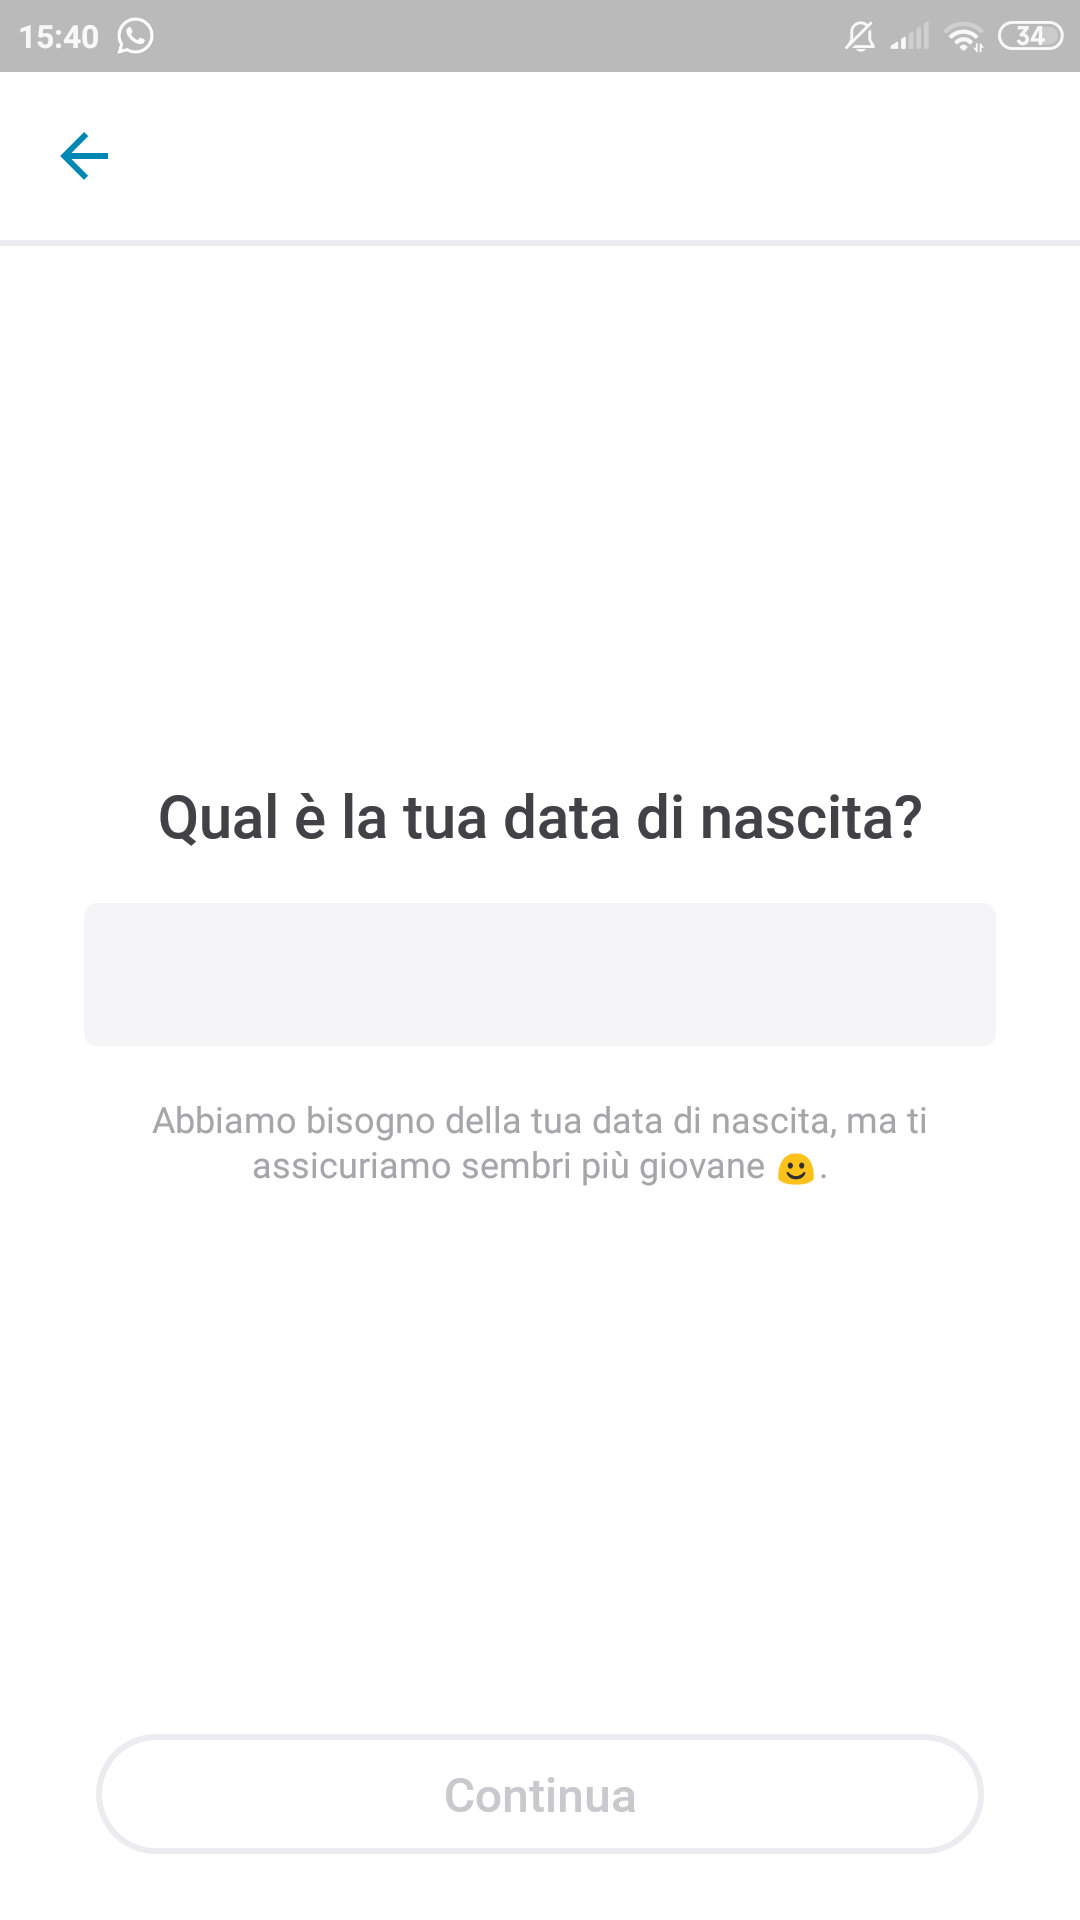 15:40
34
Qual è la tua data di nascita?
Abbiamo bisogno della tua data di nascita, ma ti
assicuriamo sembri più giovane 🙂.
Continua